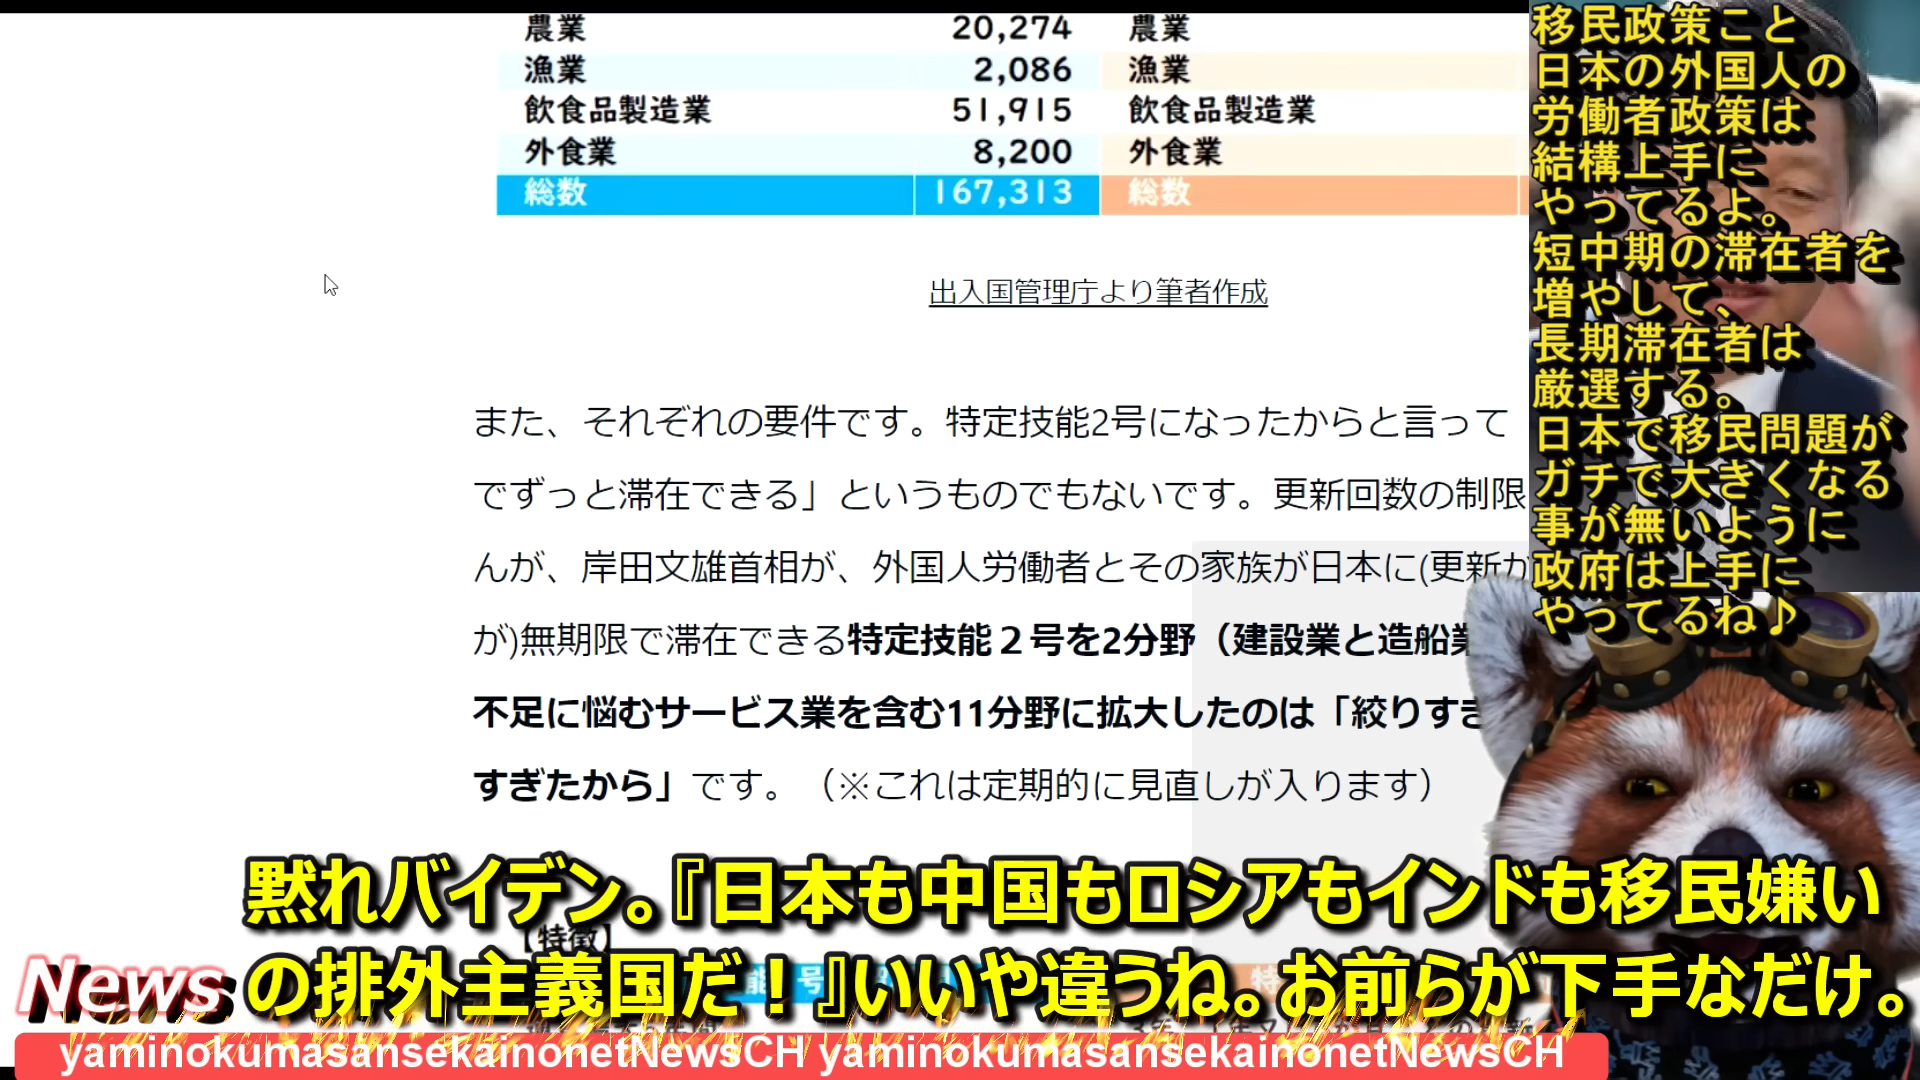 農業 20,274 農業
漁業 2,086 漁業
飲食品製造業 51,915 飲食品製造業
外食業 8,200 外食業
総数 167,313 総数
出入国管理庁より筆者作成
また、それぞれの要件です。特定技能2号になったからと言って
でずっと滞在できる」というものでもないです。更新回数の制限
んが、岸田文雄首相が、外国人労働者とその家族が日本に(更新が
が)無期限で滞在できる特定技能２号を2分野（建設業と造船業
不足に悩むサービス業を含む11分野に拡大したのは「絞りすぎ
すぎたから」です。（※これは定期的に見直しが入ります）
【特徴】
移民政策こと
日本の外国人の
労働者政策は
結構上手に
やってるよ。
短中期の滞在者を
増やして、
長期滞在者は
厳選する。
日本で移民問題が
ガチで大きくなる
事が無いように
政府は上手に
やってるね♪
黙れバイデン。『日本も中国もロシアもインドも移民嫌い
の排外主義国だ！』いいや違うね。お前らが下手なだけ。
News
yaminokumasansekainonetNewsCH yaminokumasansekainonetNewsCH